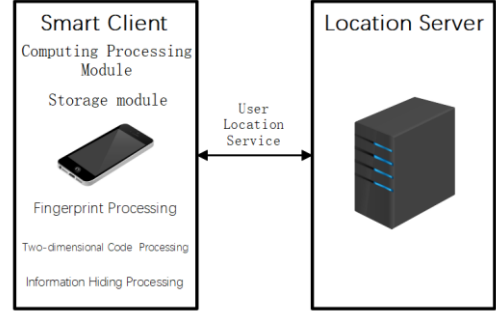 Smart Client
Computing Processing
Module
Storage module
Fingerprint Processing
Two-dimensional Code Processing
Information Hiding Processing
User
Location
Service
Location Server